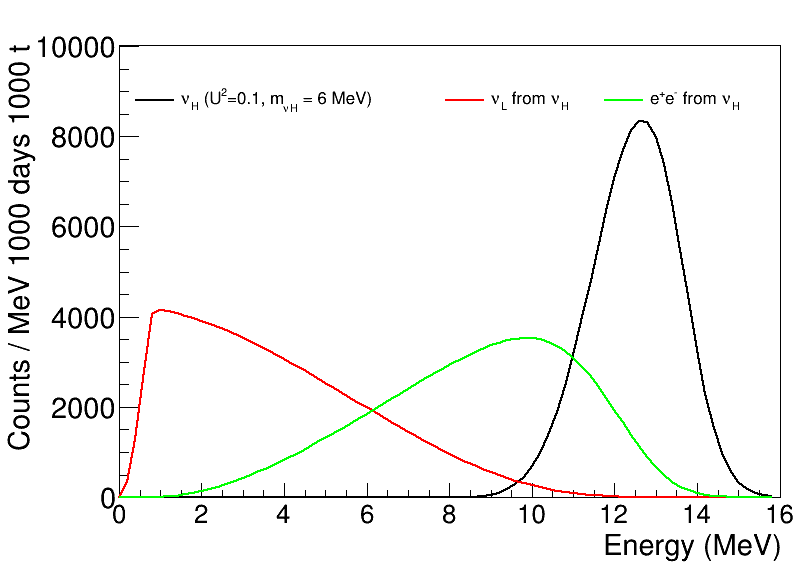 Counts / MeV 1000 days 1000 t
10000
8000
6000
4000
2000
0
ν_H (U²=0.1, m_νH = 6 MeV)
ν_L from ν_H
e⁺e⁻ from ν_H
0 2 4 6 8 10 12 14 16
Energy (MeV)